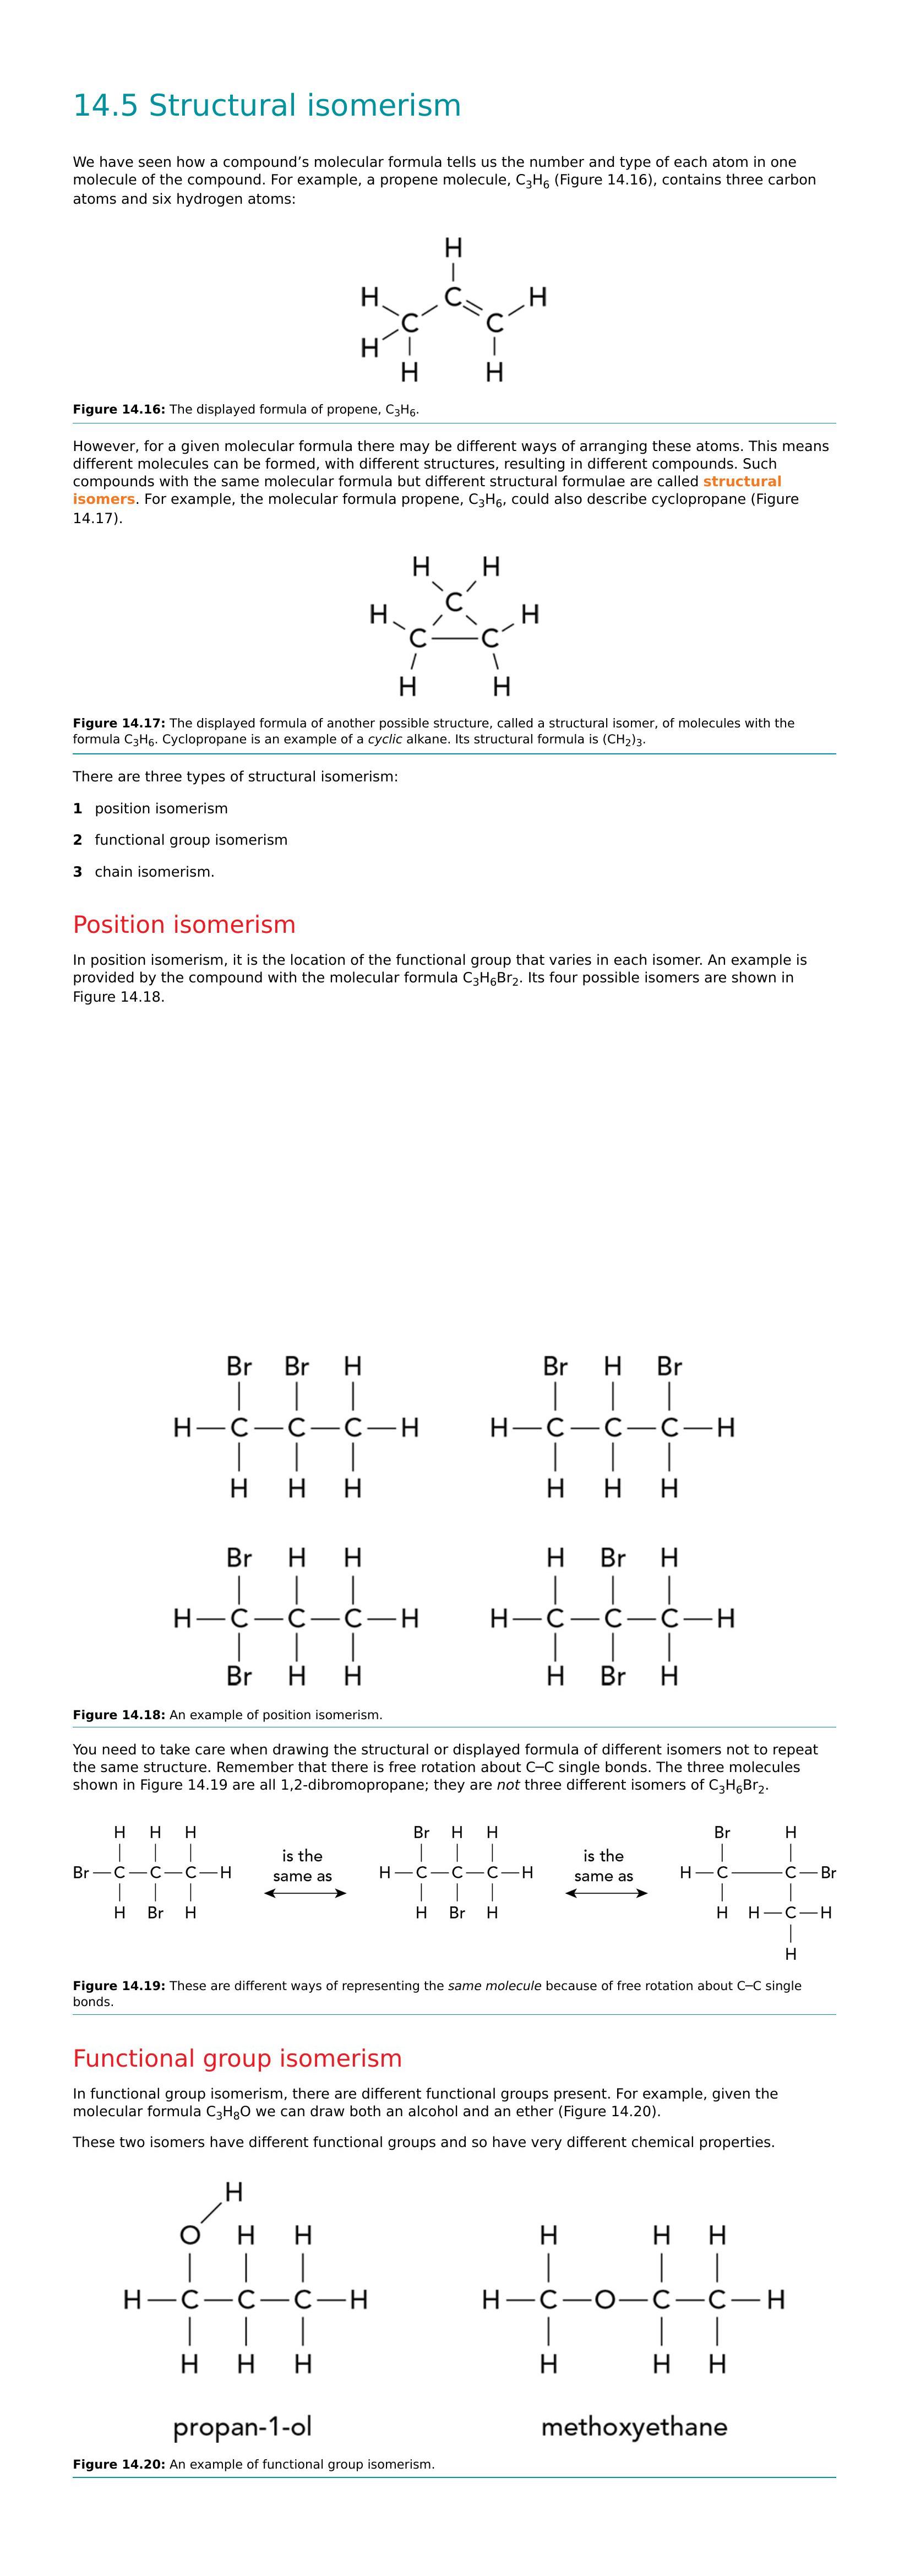 14.5 Structural isomerism
We have seen how a compound’s molecular formula tells us the number and type of each atom in one
molecule of the compound. For example, a propene molecule, C₃H₆ (Figure 14.16), contains three carbon
atoms and six hydrogen atoms:
H
H C H
C C
H
H H
Figure 14.16: The displayed formula of propene, C₃H₆.
However, for a given molecular formula there may be different ways of arranging these atoms. This means
different molecules can be formed, with different structures, resulting in different compounds. Such
compounds with the same molecular formula but different structural formulae are called structural
isomers. For example, the molecular formula propene, C₃H₆, could also describe cyclopropane (Figure
14.17).
H H
C
H H
C C
H H
Figure 14.17: The displayed formula of another possible structure, called a structural isomer, of molecules with the
formula C₃H₆. Cyclopropane is an example of a cyclic alkane. Its structural formula is (CH₂)₃.
There are three types of structural isomerism:
1 position isomerism
2 functional group isomerism
3 chain isomerism.
Position isomerism
In position isomerism, it is the location of the functional group that varies in each isomer. An example is
provided by the compound with the molecular formula C₃H₆Br₂. Its four possible isomers are shown in
Figure 14.18.
Br Br H Br H Br
H—C—C—C—H H—C—C—C—H
H H H H H H
Br H H H Br H
H—C—C—C—H H—C—C—C—H
Br H H H Br H
Figure 14.18: An example of position isomerism.
You need to take care when drawing the structural or displayed formula of different isomers not to repeat
the same structure. Remember that there is free rotation about C─C single bonds. The three molecules
shown in Figure 14.19 are all 1,2-dibromopropane; they are not three different isomers of C₃H₆Br₂.
H H H Br H H Br H
is the is the
Br—C—C—C—H same as H—C—C—C—H same as H—C—C—Br
H Br H H Br H H H—C—H
H
Figure 14.19: These are different ways of representing the same molecule because of free rotation about C─C single
bonds.
Functional group isomerism
In functional group isomerism, there are different functional groups present. For example, given the
molecular formula C₃H₈O we can draw both an alcohol and an ether (Figure 14.20).
These two isomers have different functional groups and so have very different chemical properties.
H
O H H H H H
H—C—C—C—H H—C—O—C—C—H
H H H H H H
propan-1-ol methoxyethane
Figure 14.20: An example of functional group isomerism.